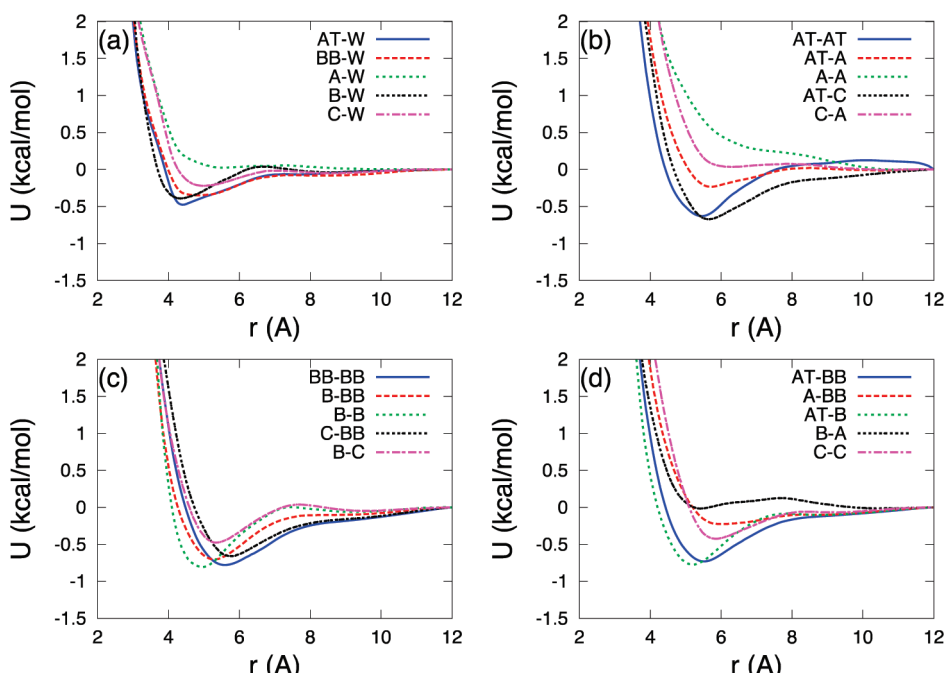 (a)
AT-W
BB-W
A-W
B-W
C-W
U (kcal/mol)
2
1.5
1
0.5
0
-0.5
-1
-1.5
2 4 6 8 10 12
r (A)
(b)
AT-AT
AT-A
A-A
AT-C
C-A
U (kcal/mol)
2
1.5
1
0.5
0
-0.5
-1
-1.5
2 4 6 8 10 12
r (A)
(c)
BB-BB
B-BB
B-B
C-BB
B-C
U (kcal/mol)
2
1.5
1
0.5
0
-0.5
-1
-1.5
2 4 6 8 10 12
r (A)
(d)
AT-BB
A-BB
AT-B
B-A
C-C
U (kcal/mol)
2
1.5
1
0.5
0
-0.5
-1
-1.5
2 4 6 8 10 12
r (A)